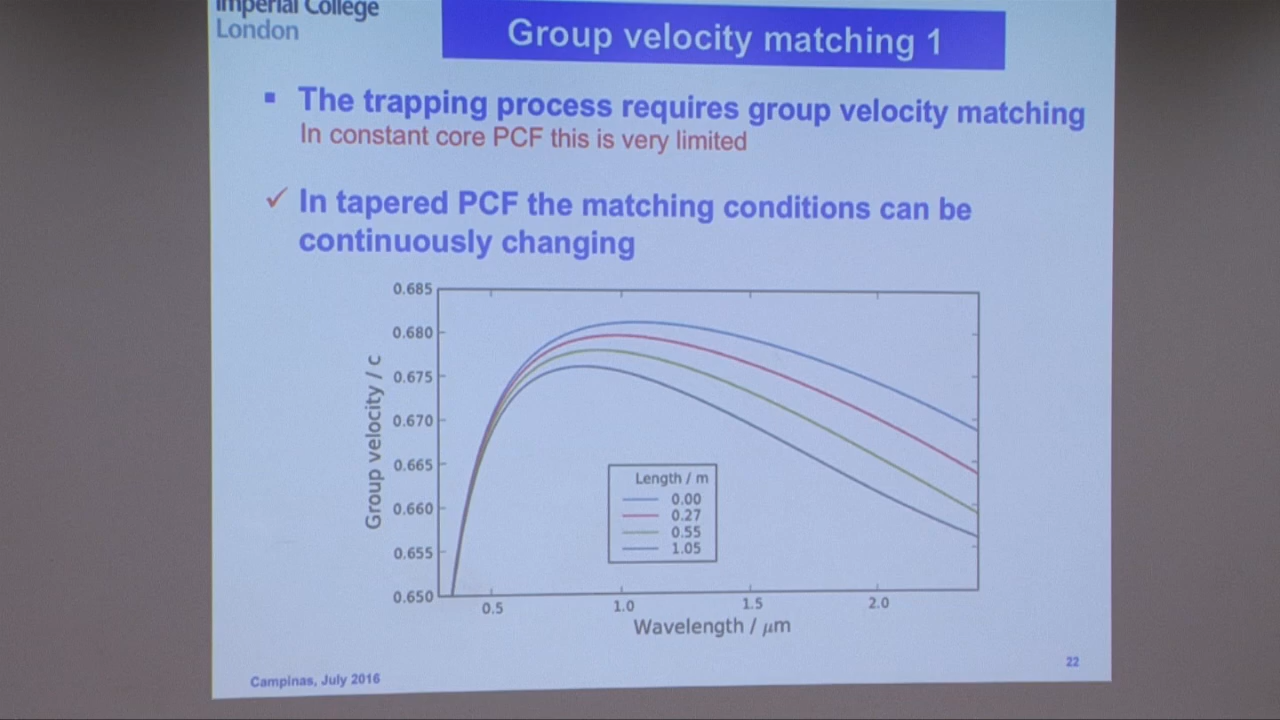 Imperial College
London
Group velocity matching 1
▪ The trapping process requires group velocity matching
In constant core PCF this is very limited
✓ In tapered PCF the matching conditions can be
continuously changing
0.685
0.680
0.675
0.670
0.665
0.660
0.655
0.650
Group velocity / c
Length / m
0.00
0.27
0.55
1.05
0.5 1.0 1.5 2.0
Wavelength / μm
22
Campinas, July 2016